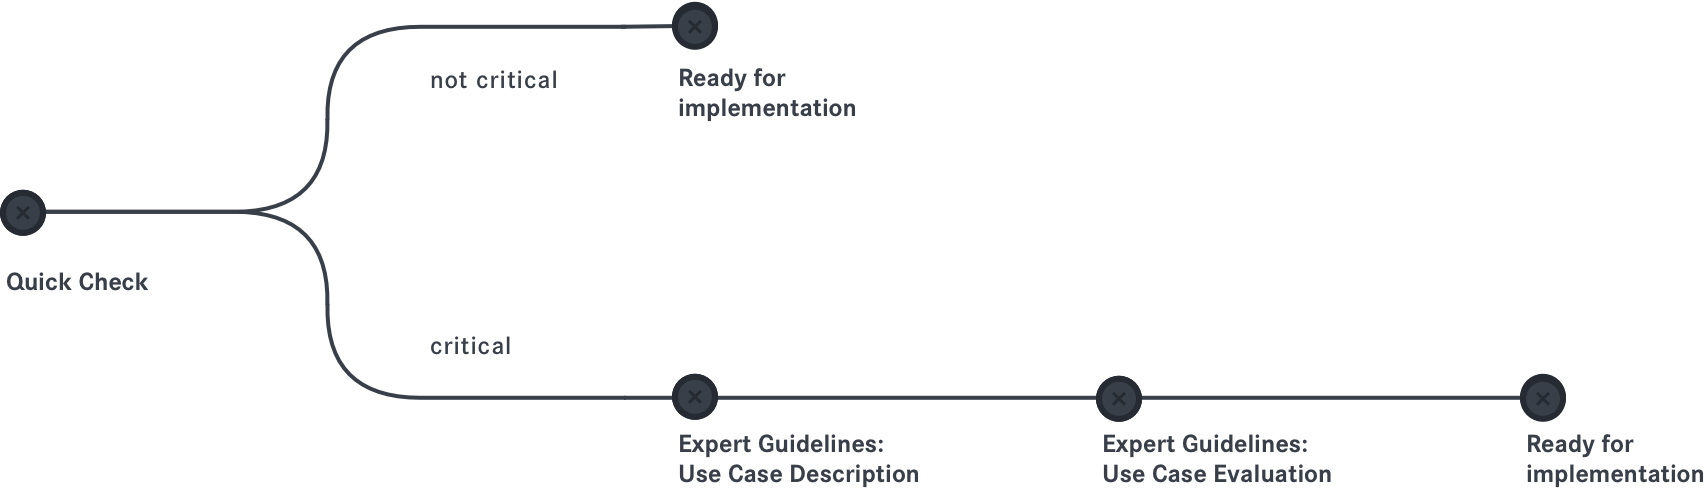 not critical
Ready for
implementation
Quick Check
critical
Expert Guidelines:
Use Case Description
Expert Guidelines:
Use Case Evaluation
Ready for
implementation